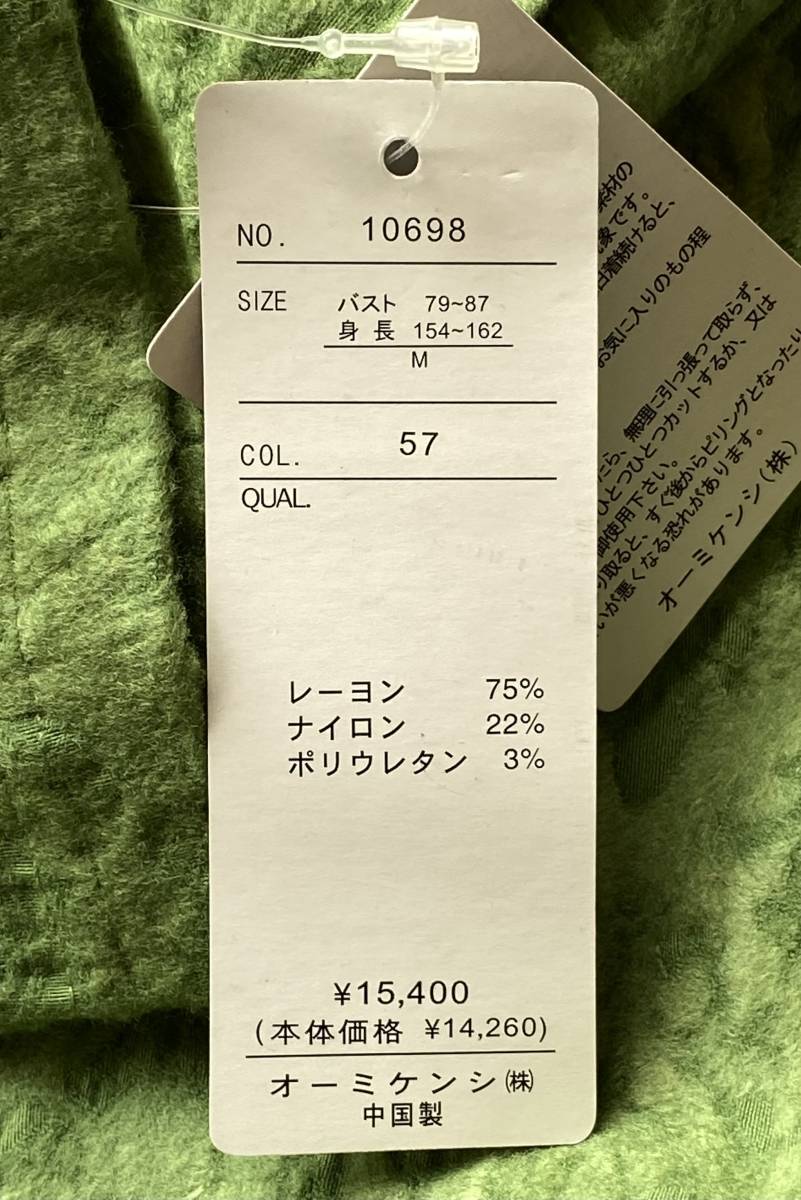 NO. 10698
SIZE バスト 79~87
身長 154~162
M
COL. 57
QUAL.
レーヨン 75%
ナイロン 22%
ポリウレタン 3%
¥15,400
(本体価格 ¥14,260)
オーミケンシ㈱
中国製
素材の
象です。
日着続けると、
お気に入りのもの程
たら、無理に引っ張って取らず、
ひとつひとつカットするか、又は
御使用下さい。
り取ると、すぐ後からピリングとなったい
いが悪くなる恐れがあります。
オーミケンシ(株)